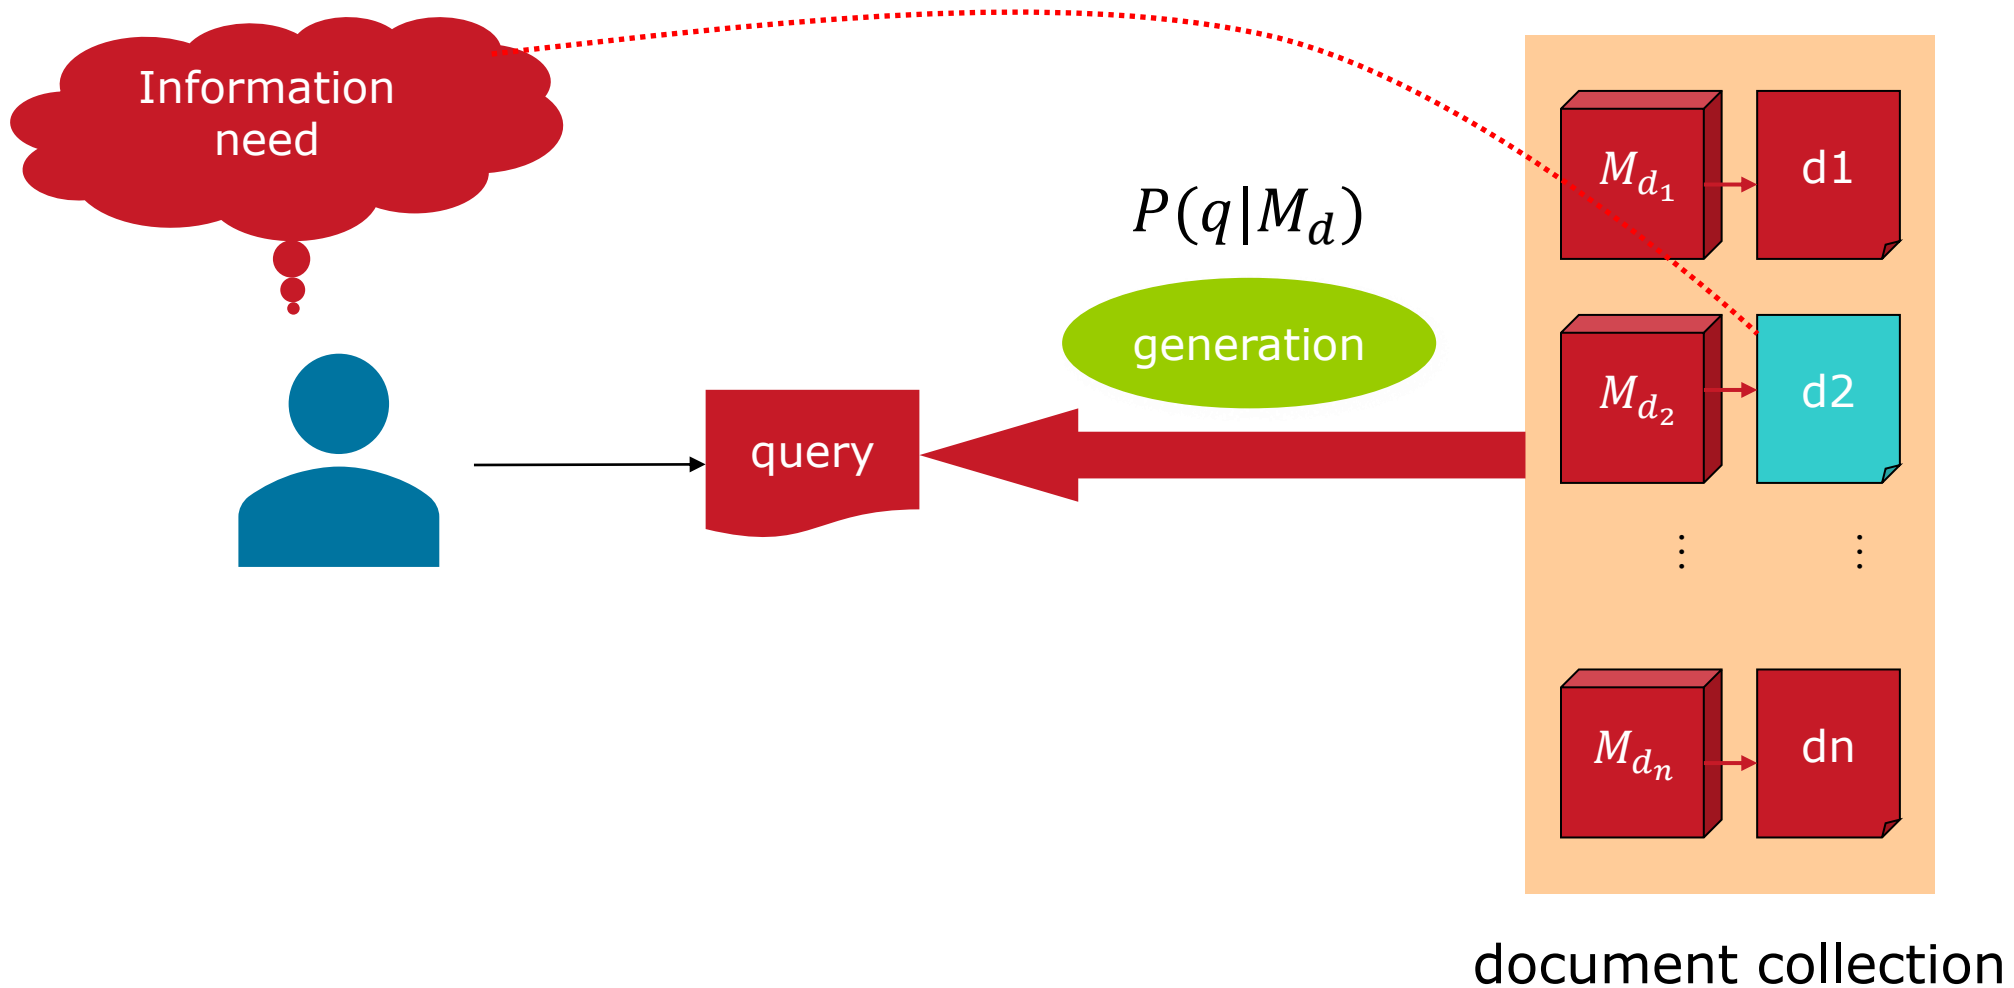 Information
need
P(q|M_d)
generation
query
M_{d_1}
d1
M_{d_2}
d2
⋮ ⋮
M_{d_n}
dn
document collection